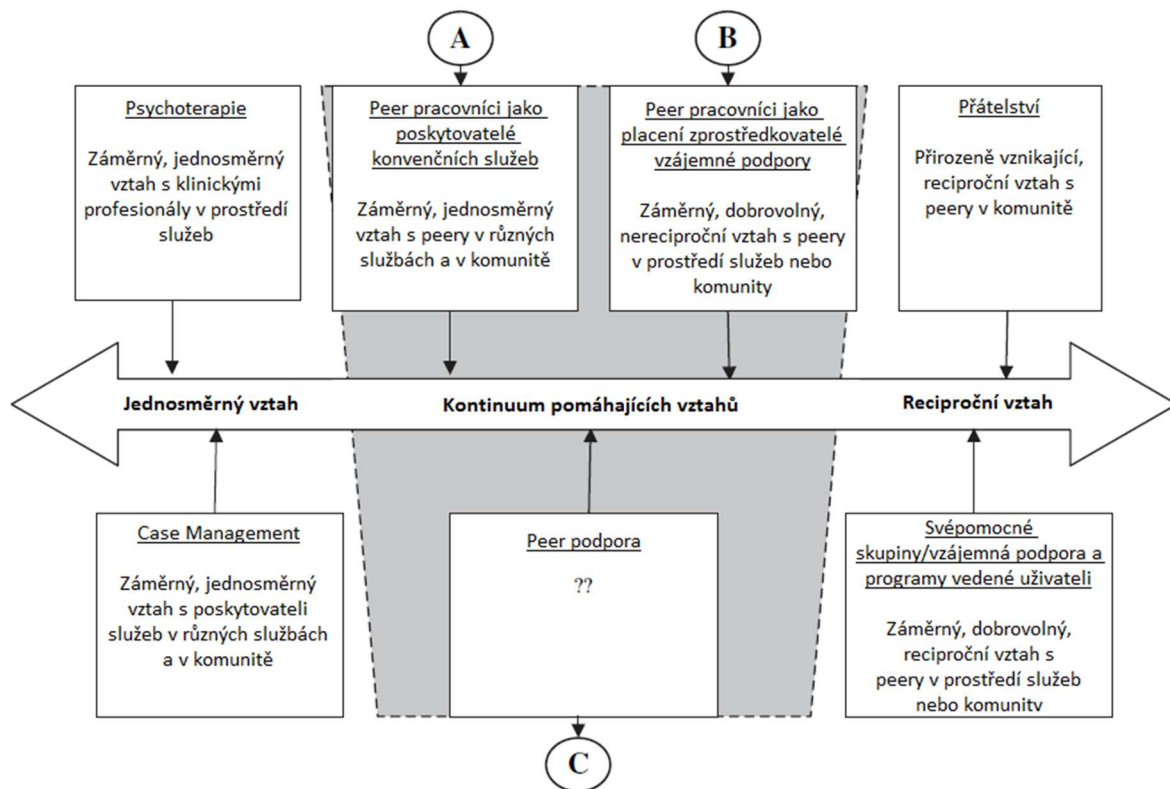 A
B
Psychoterapie
Záměrný, jednosměrný
vztah s klinickými
profesionály v prostředí
služeb
Peer pracovníci jako
poskytovatelé
konvenčních služeb
Záměrný, jednosměrný
vztah s peery v různých
službách a v komunitě
Peer pracovníci jako
placení zprostředkovatelé
vzájemné podpory
Záměrný, dobrovolný,
nereciproční vztah s peery
v prostředí služeb nebo
komunity
Přátelství
Přirozeně vznikající,
reciproční vztah s
peery v komunitě
Jednosměrný vztah
Kontinuum pomáhajících vztahů
Reciproční vztah
Case Management
Záměrný, jednosměrný
vztah s poskytovateli
služeb v různých službách
a v komunitě
Peer podpora
??
Svépomocné
skupiny/vzájemná podpora a
programy vedené uživateli
Záměrný, dobrovolný,
reciproční vztah s
peery v prostředí služeb
nebo komunity
C